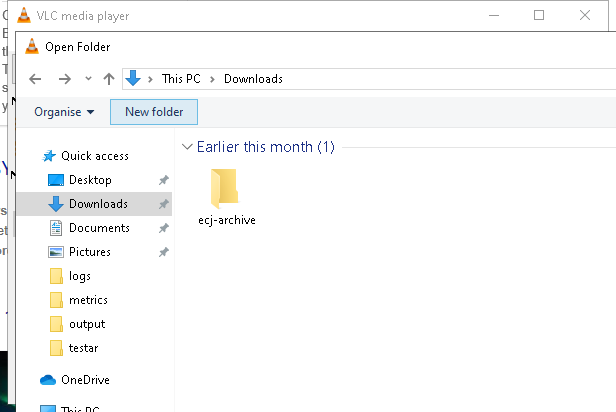 VLC media player
Open Folder
This PC > Downloads
Organise
New folder
Quick access
Desktop
Downloads
Documents
Pictures
logs
metrics
output
testar
OneDrive
This PC
Earlier this month (1)
ecj-archive